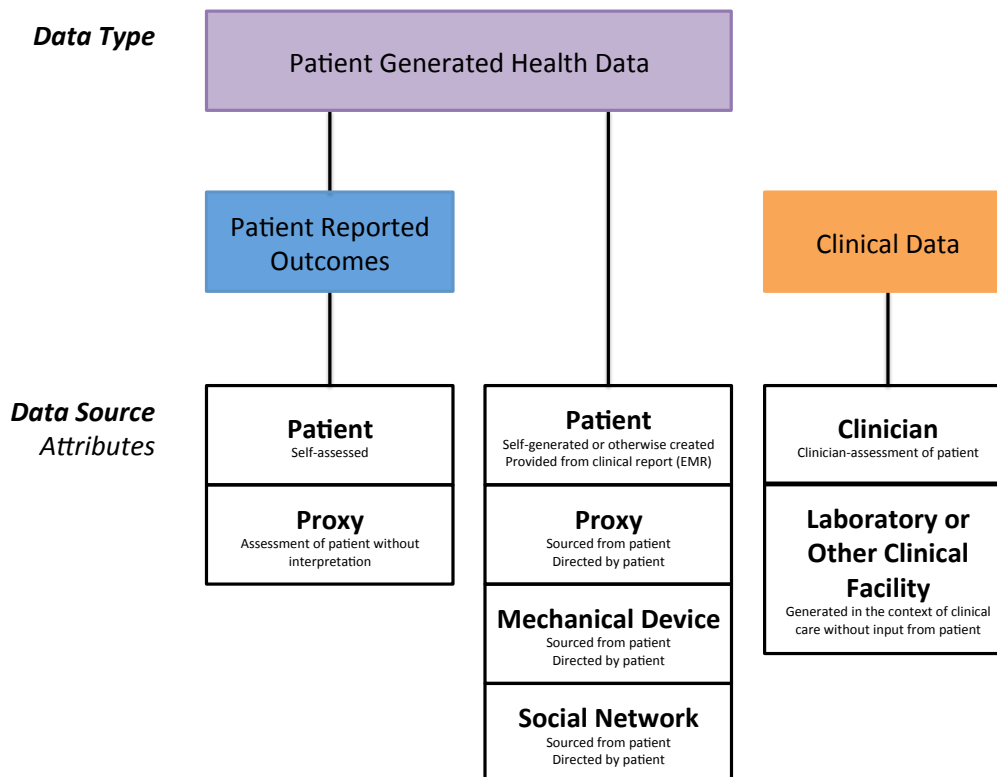 Data Type
Patient Generated Health Data
Patient Reported
Outcomes
Clinical Data
Data Source
Attributes
Patient
Self-assessed
Proxy
Assessment of patient without
interpretation
Patient
Self-generated or otherwise created
Provided from clinical report (EMR)
Proxy
Sourced from patient
Directed by patient
Mechanical Device
Sourced from patient
Directed by patient
Social Network
Sourced from patient
Directed by patient
Clinician
Clinician-assessment of patient
Laboratory or
Other Clinical
Facility
Generated in the context of clinical
care without input from patient